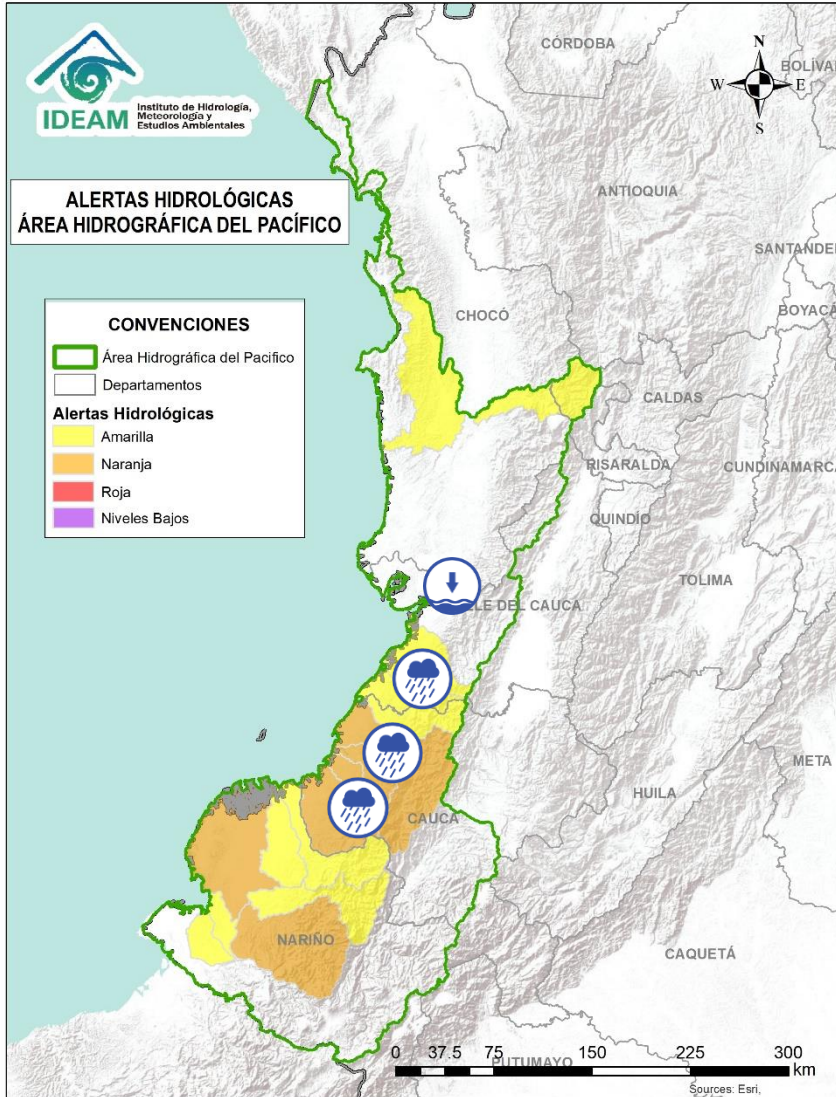 IDEAM
Instituto de Hidrología,
Meteorología y
Estudios Ambientales
ALERTAS HIDROLÓGICAS
ÁREA HIDROGRÁFICA DEL PACÍFICO
CONVENCIONES
Área Hidrográfica del Pacifico
Departamentos
Alertas Hidrológicas
Amarilla
Naranja
Roja
Niveles Bajos
N
W
E
S
CÓRDOBA
BOLÍVAR
ANTIOQUIA
SANTANDER
BOYACÁ
CHOCÓ
CALDAS
RISARALDA
CUNDINAMARCA
QUINDÍO
TOLIMA
LE DEL CAUCA
META
HUILA
CAUCA
NARIÑO
CAQUETÁ
PUTUMAYO
0 37.5 75 150 225 300
km
Sources: Esri,